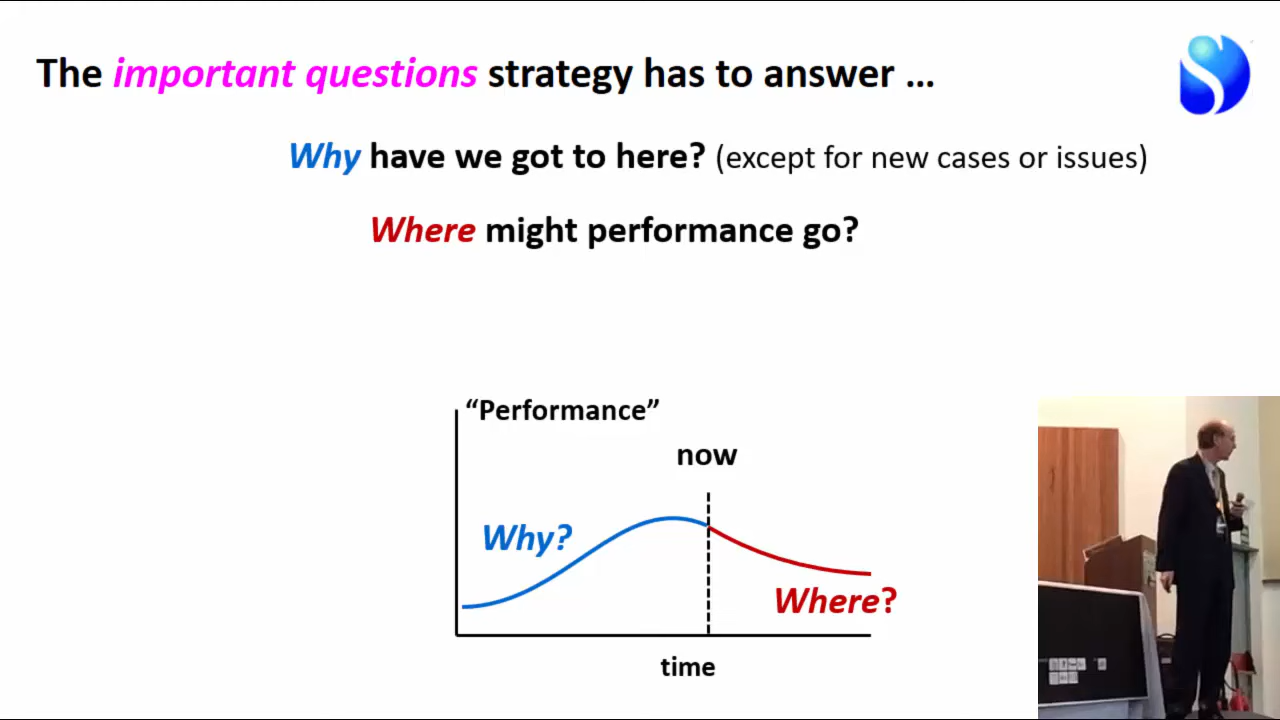 The important questions strategy has to answer ...
Why have we got to here? (except for new cases or issues)
Where might performance go?
“Performance”
now
Why?
Where?
time